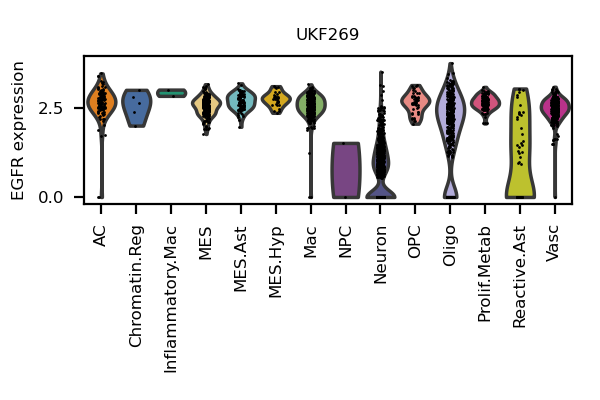 UKF269
EGFR expression
2.5
0.0
AC
Chromatin.Reg
Inflammatory.Mac
MES
MES.Ast
MES.Hyp
Mac
NPC
Neuron
OPC
Oligo
Prolif.Metab
Reactive.Ast
Vasc